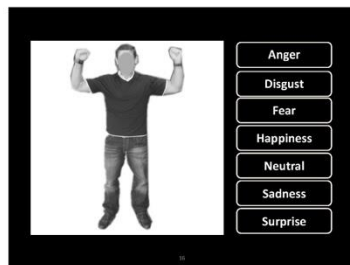 Anger
Disgust
Fear
Happiness
Neutral
Sadness
Surprise